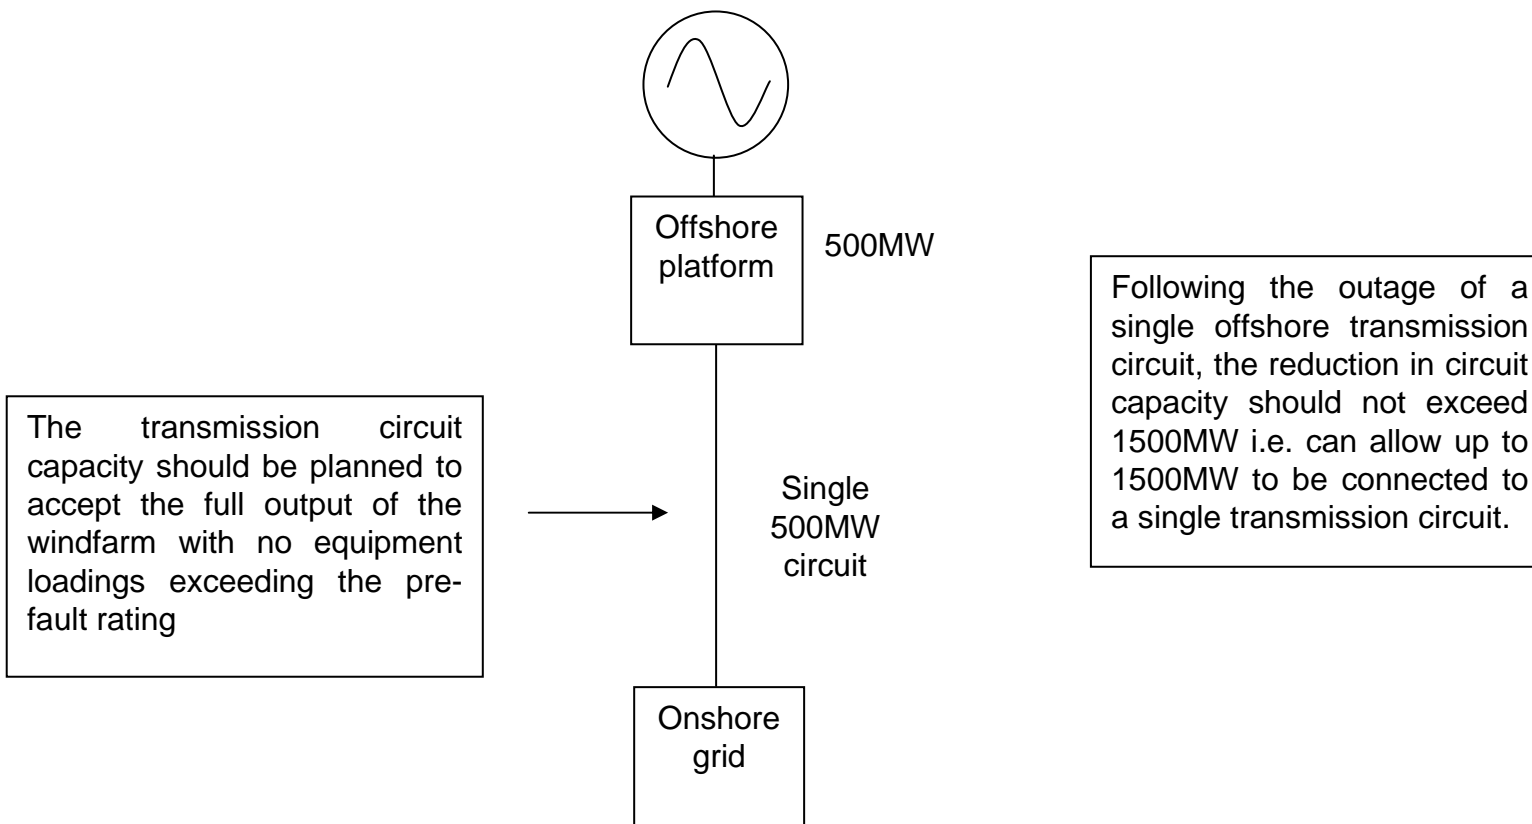 Offshore
platform
500MW
Following the outage of a
single offshore transmission
circuit, the reduction in circuit
capacity should not exceed
1500MW i.e. can allow up to
1500MW to be connected to
a single transmission circuit.
The transmission circuit
capacity should be planned to
accept the full output of the
windfarm with no equipment
loadings exceeding the pre-
fault rating
Single
500MW
circuit
Onshore
grid